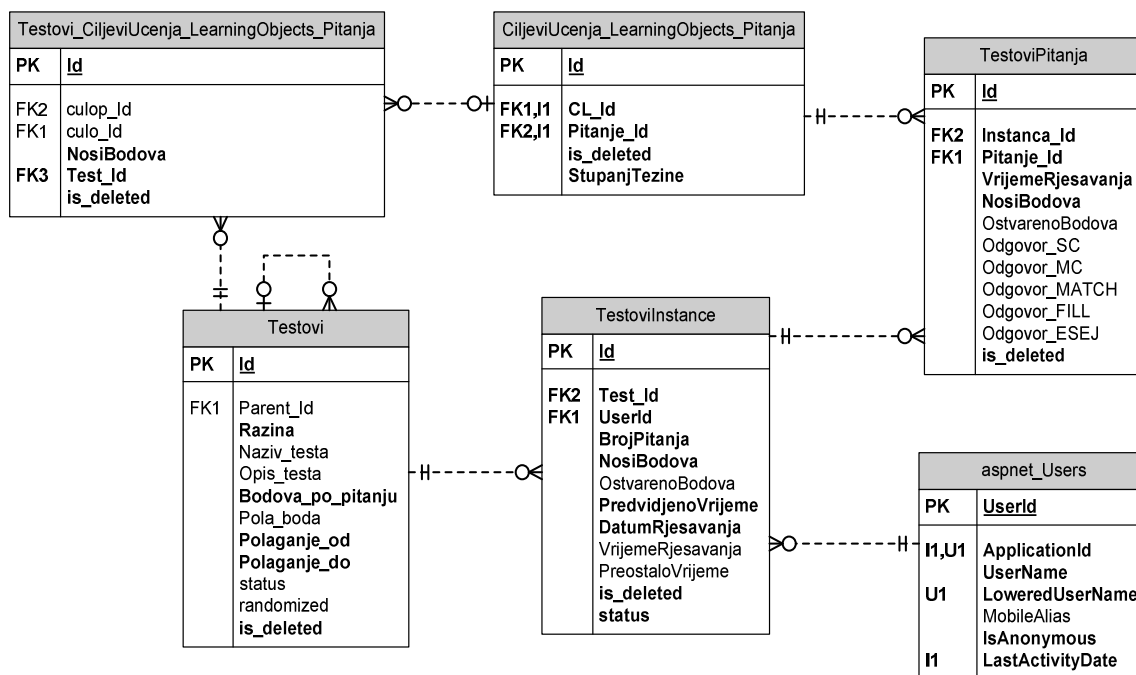 Testovi_CiljeviUcenja_LearningObjects_Pitanja
PK Id
FK2 culop_Id
FK1 culo_Id
NosiBodova
FK3 Test_Id
is_deleted
CiljeviUcenja_LearningObjects_Pitanja
PK Id
FK1,I1 CL_Id
FK2,I1 Pitanje_Id
is_deleted
StupanjTezine
TestoviPitanja
PK Id
FK2 Instanca_Id
FK1 Pitanje_Id
VrijemeRjesavanja
NosiBodova
OstvarenoBodova
Odgovor_SC
Odgovor_MC
Odgovor_MATCH
Odgovor_FILL
Odgovor_ESEJ
is_deleted
Testovi
PK Id
FK1 Parent_Id
Razina
Naziv_testa
Opis_testa
Bodova_po_pitanju
Pola_boda
Polaganje_od
Polaganje_do
status
randomized
is_deleted
TestoviInstance
PK Id
FK2 Test_Id
FK1 UserId
BrojPitanja
NosiBodova
OstvarenoBodova
PredvidjenoVrijeme
DatumRjesavanja
VrijemeRjesavanja
PreostaloVrijeme
is_deleted
status
aspnet_Users
PK UserId
I1,U1 ApplicationId
UserName
U1 LoweredUserName
MobileAlias
IsAnonymous
I1 LastActivityDate